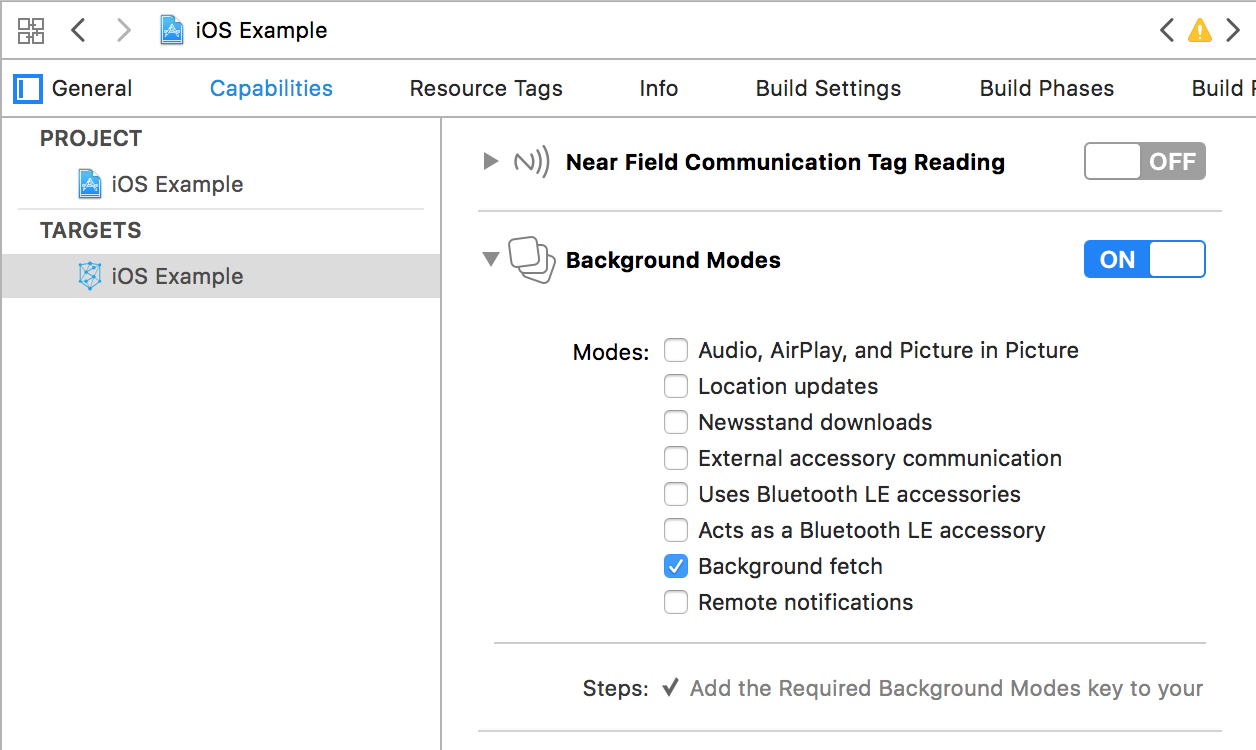 iOS Example
General Capabilities Resource Tags Info Build Settings Build Phases Build
PROJECT
iOS Example
TARGETS
iOS Example
Near Field Communication Tag Reading OFF
Background Modes ON
Modes: Audio, AirPlay, and Picture in Picture
Location updates
Newsstand downloads
External accessory communication
Uses Bluetooth LE accessories
Acts as a Bluetooth LE accessory
Background fetch
Remote notifications
Steps: ✓ Add the Required Background Modes key to your